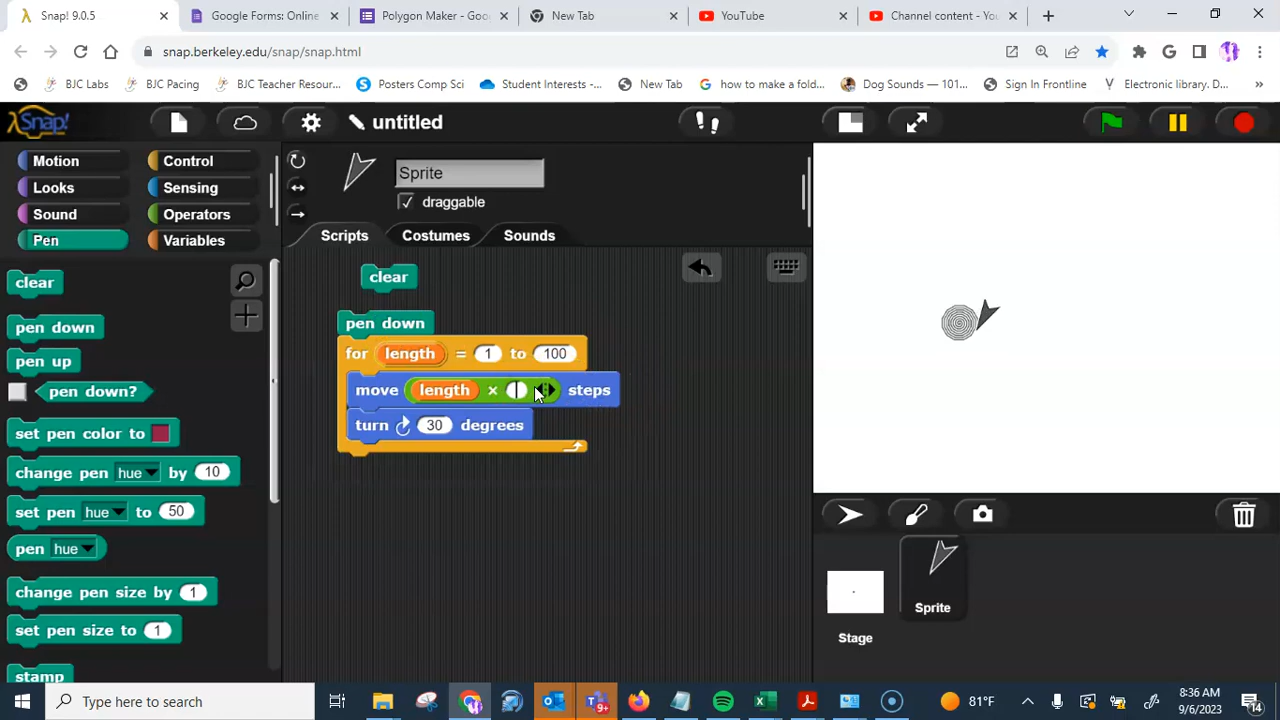 Snap! 9.0.5
Google Forms: Online
Polygon Maker - Goo
New Tab
YouTube
Channel content - Yo
snap.berkeley.edu/snap/snap.html
BJC Labs
BJC Pacing
BJC Teacher Resour...
Posters Comp Sci
Student Interests -...
New Tab
how to make a fold...
Dog Sounds — 101...
Sign In Frontline
Electronic library. D...
Snap!
untitled
Motion
Control
Looks
Sensing
Sound
Operators
Pen
Variables
Sprite
draggable
Scripts
Costumes
Sounds
clear
pen down
pen up
pen down?
set pen color to
change pen hue by 10
set pen hue to 50
pen hue
change pen size by 1
set pen size to 1
stamp
clear
pen down
for length = 1 to 100
move length × steps
turn 30 degrees
Stage
Sprite
Type here to search
9+
81°F
8:36 AM
9/6/2023
14